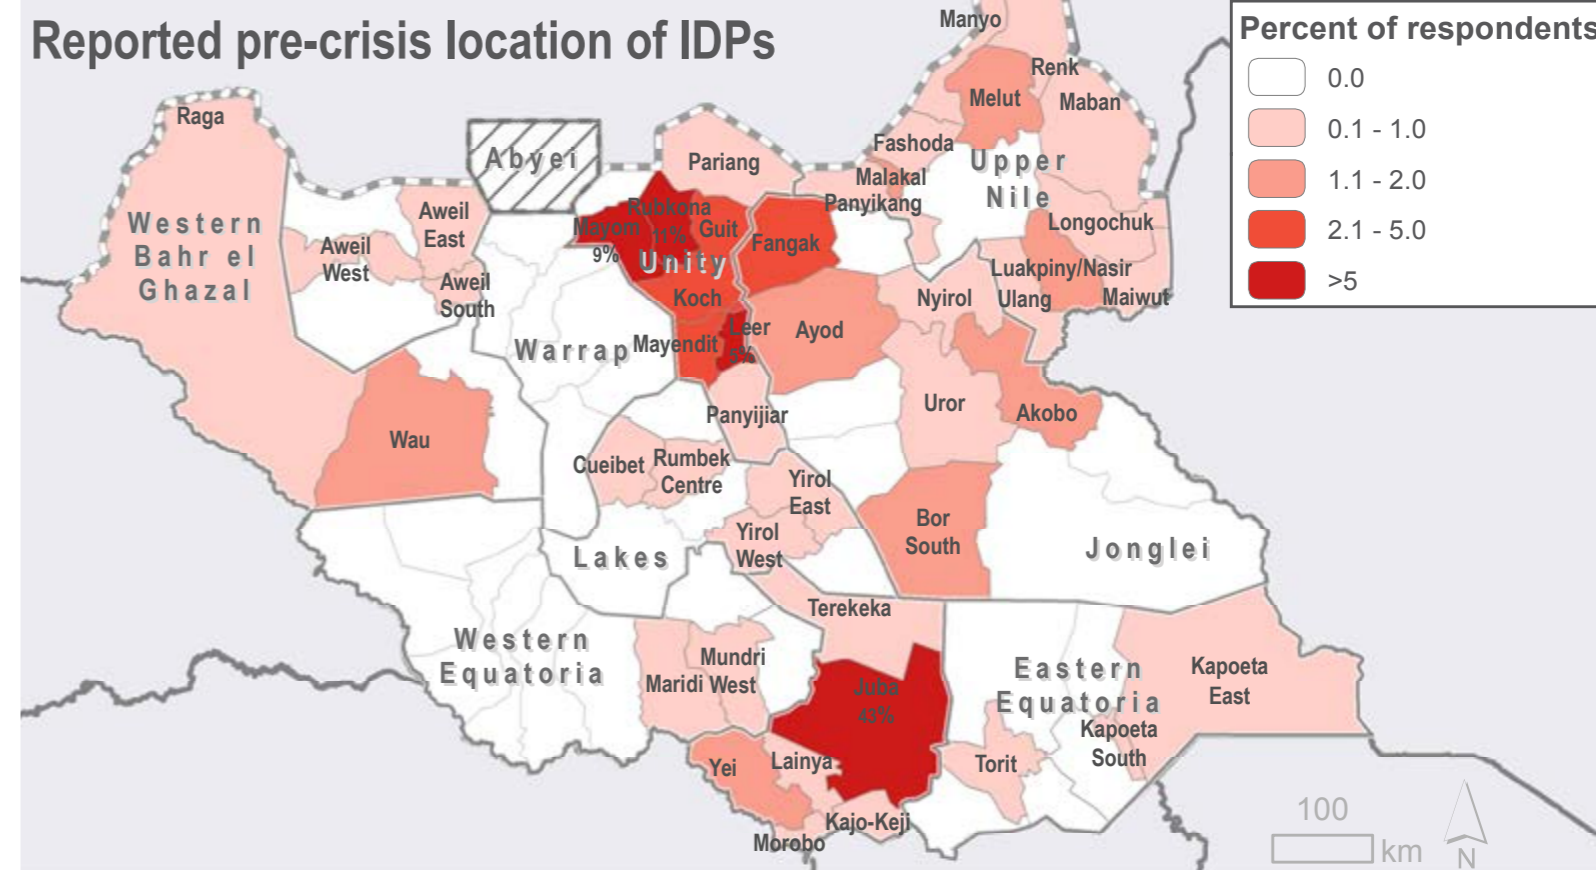 Reported pre-crisis location of IDPs
Percent of respondents
0.0
0.1 - 1.0
1.1 - 2.0
2.1 - 5.0
>5
Manyo
Renk
Melut
Maban
Raga
Fashoda
Abyei
Pariang
Upper
Nile
Malakal
Panyikang
Western
Bahr el
Ghazal
Aweil
East
Aweil
West
Aweil
South
Rubkona
11%
Mayom
9%
Guit
Unity
Fangak
Longochuk
Luakpiny/Nasir
Ulang
Maiwut
Nyirol
Koch
Leer
5%
Ayod
Warrap
Mayendit
Panyijiar
Uror
Akobo
Wau
Cueibet
Rumbek
Centre
Yirol
East
Yirol
West
Bor
South
Jonglei
Lakes
Terekeka
Western
Equatoria
Mundri
West
Maridi
Juba
43%
Eastern
Equatoria
Kapoeta
East
Kapoeta
South
Yei
Lainya
Torit
Kajo-Keji
Morobo
100
km
N